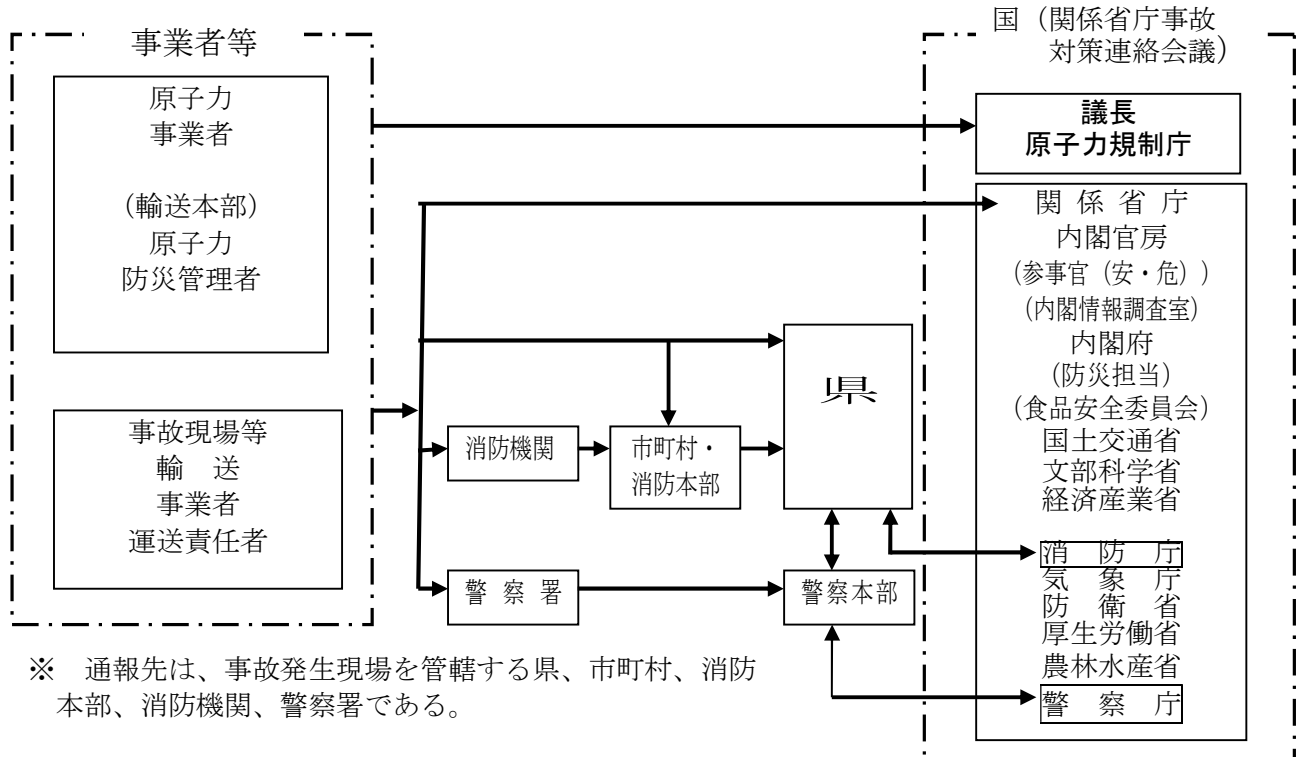 事業者等
原子力
事業者
（輸送本部）
原子力
防災管理者
事故現場等
輸　送
事業者
運送責任者
消防機関
市町村・
消防本部
県
警 察 署
警察本部
国（関係省庁事故
対策連絡会議）
議長
原子力規制庁
関 係 省 庁
内閣官房
（参事官（安・危））
（内閣情報調査室）
内閣府
（防災担当）
（食品安全委員会）
国土交通省
文部科学省
経済産業省
消　防　庁
気　象　庁
防　衛　省
厚生労働省
農林水産省
警　察　庁
※　通報先は、事故発生現場を管轄する県、市町村、消防
本部、消防機関、警察署である。